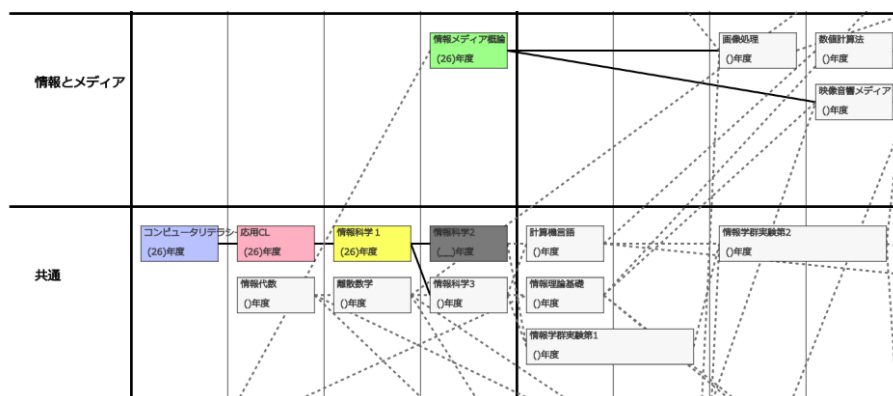 情報とメディア
情報メディア概論
(26)年度
画像処理
()年度
数値計算法
()年度
映像音響メディア
()年度
共通
コンピュータリテラシー
(26)年度
応用CL
(26)年度
情報科学1
(26)年度
情報科学2
(__)年度
計算機言語
()年度
情報学群実験第2
()年度
情報代数
()年度
離散数学
()年度
情報科学3
()年度
情報理論基礎
()年度
情報学群実験第1
()年度